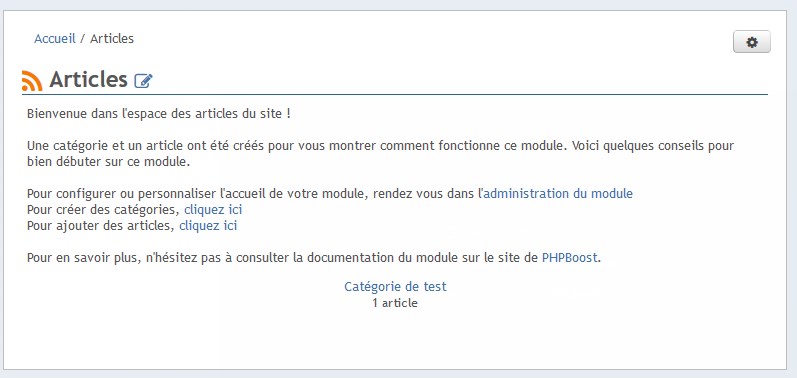 Accueil / Articles
Articles
Bienvenue dans l'espace des articles du site !
Une catégorie et un article ont été créés pour vous montrer comment fonctionne ce module. Voici quelques conseils pour
bien débuter sur ce module.
Pour configurer ou personnaliser l'accueil de votre module, rendez vous dans l'administration du module
Pour créer des catégories, cliquez ici
Pour ajouter des articles, cliquez ici
Pour en savoir plus, n'hésitez pas à consulter la documentation du module sur le site de PHPBoost.
Catégorie de test
1 article